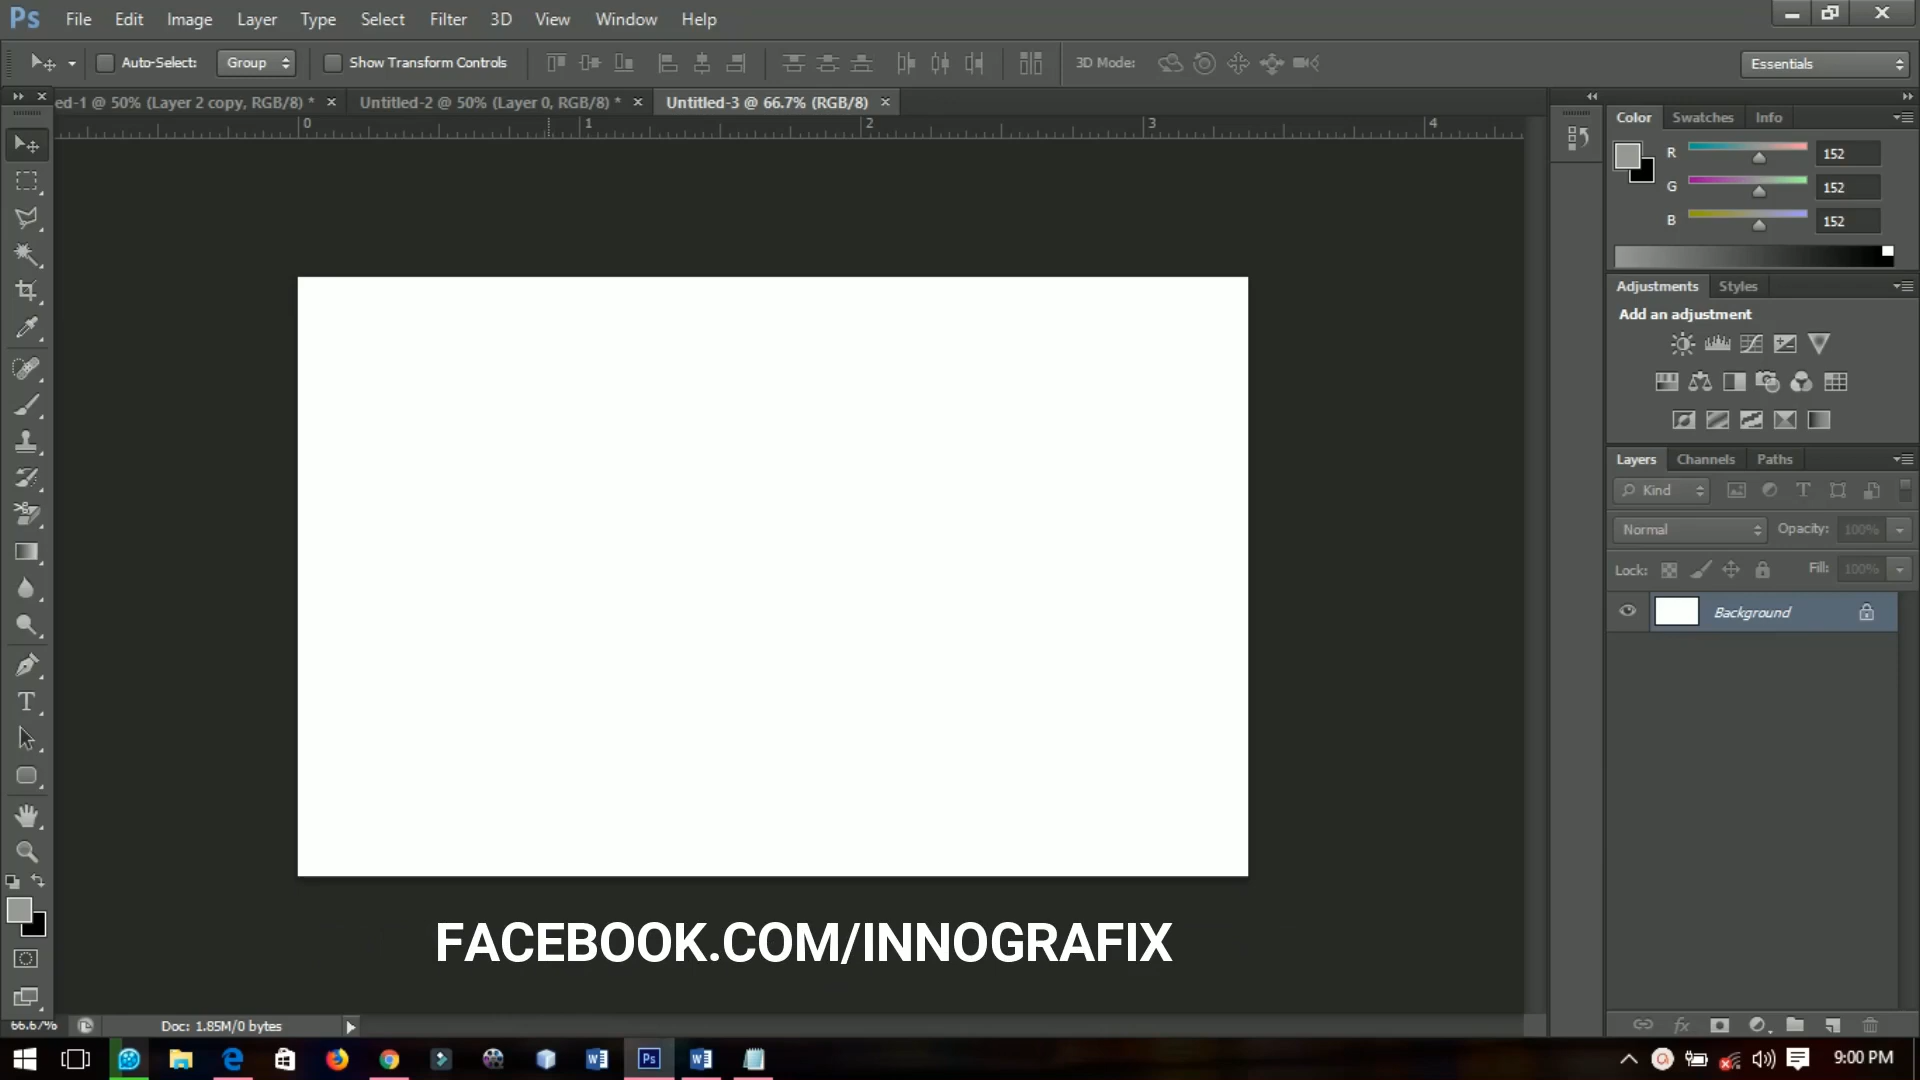 Ps File Edit Image Layer Type Select Filter 3D View Window Help
Auto-Select: Group Show Transform Controls 3D Mode: Essentials
ed-1 @ 50% (Layer 2 copy, RGB/8) * × Untitled-2 @ 50% (Layer 0, RGB/8) * × Untitled-3 @ 66.7% (RGB/8) ×
0 1 2 3 4
Color Swatches Info
R 152
G 152
B 152
Adjustments Styles
Add an adjustment
Layers Channels Paths
Kind
Normal Opacity: 100%
Lock: Fill: 100%
Background
T
FACEBOOK.COM/INNOGRAFIX
66.67% Doc: 1.85M/0 bytes
fx
Ps
9:00 PM